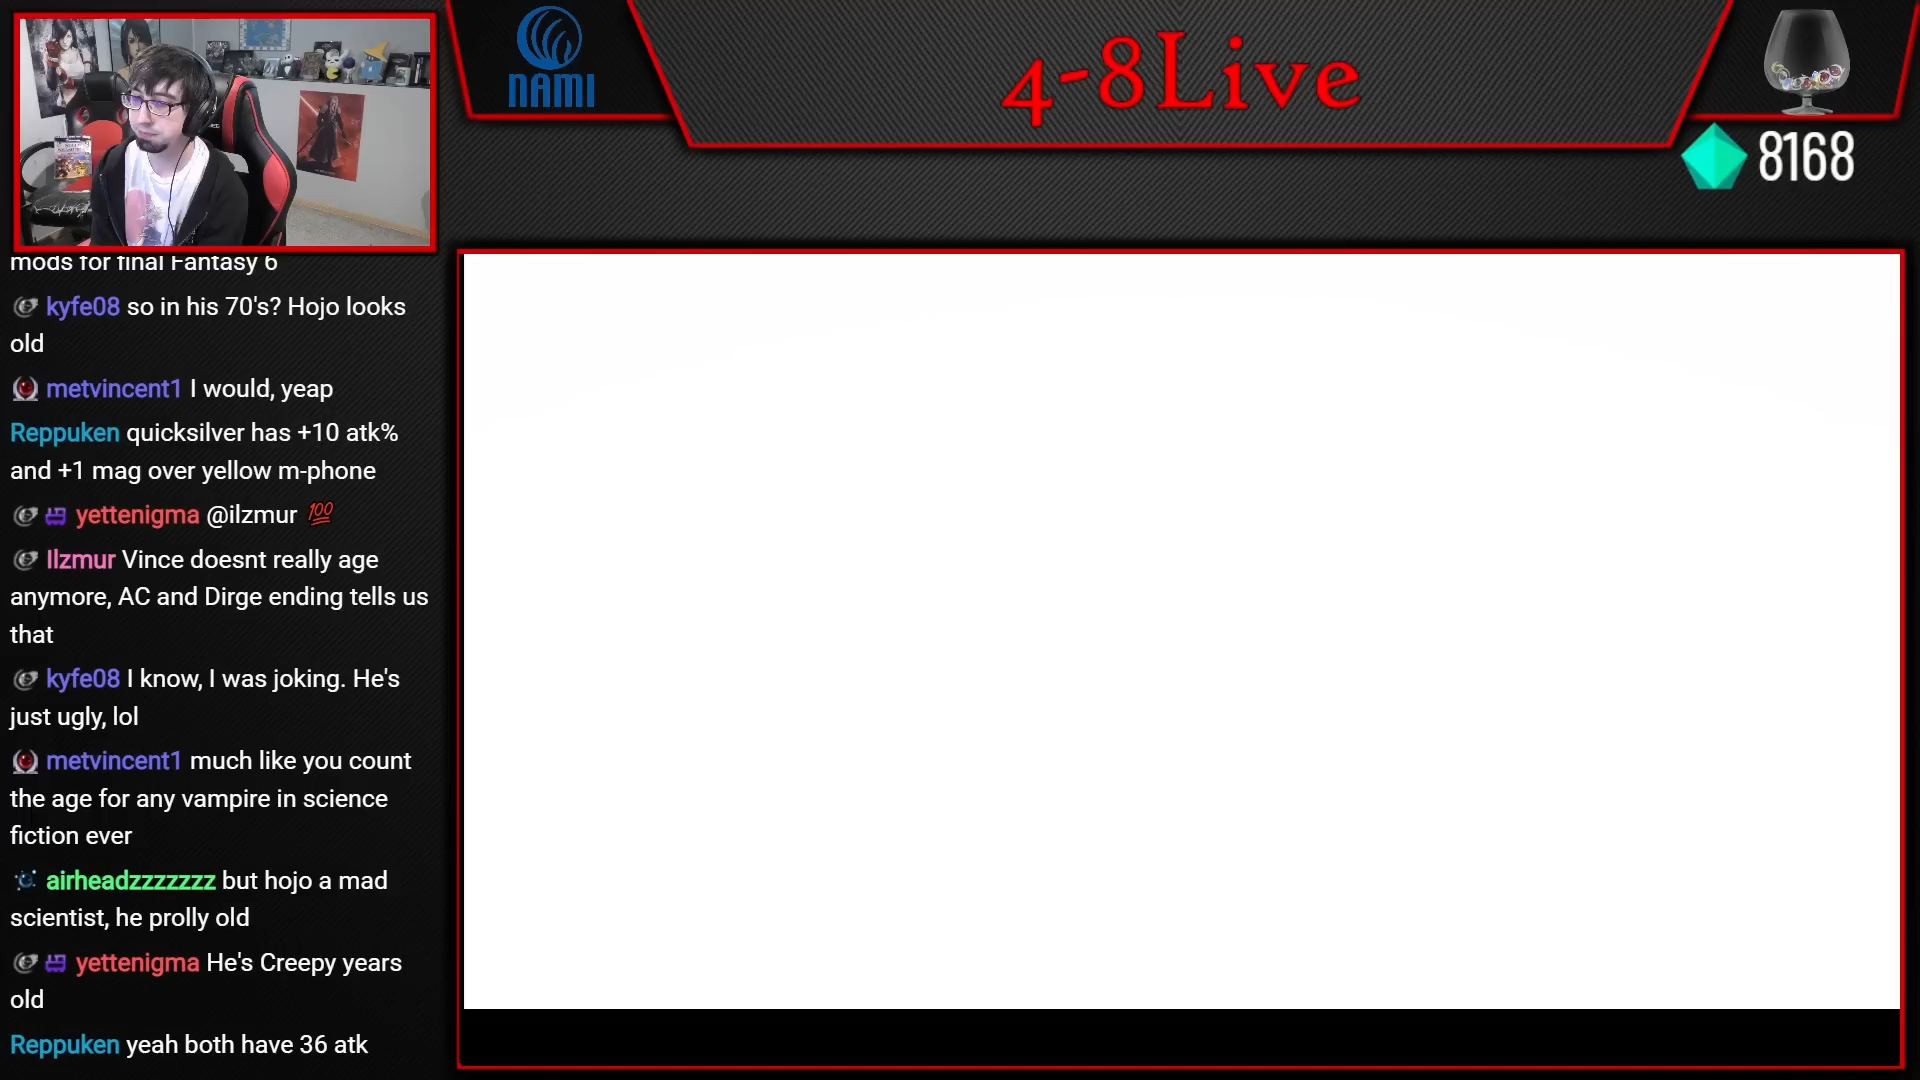 NAMI
4-8Live
8168
mods for final Fantasy 6
kyfe08 so in his 70's? Hojo looks
old
metvincent1 I would, yeap
Reppuken quicksilver has +10 atk%
and +1 mag over yellow m-phone
yettenigma @ilzmur 💯
Ilzmur Vince doesnt really age
anymore, AC and Dirge ending tells us
that
kyfe08 I know, I was joking. He's
just ugly, lol
metvincent1 much like you count
the age for any vampire in science
fiction ever
airheadzzzzzzz but hojo a mad
scientist, he prolly old
yettenigma He's Creepy years
old
Reppuken yeah both have 36 atk